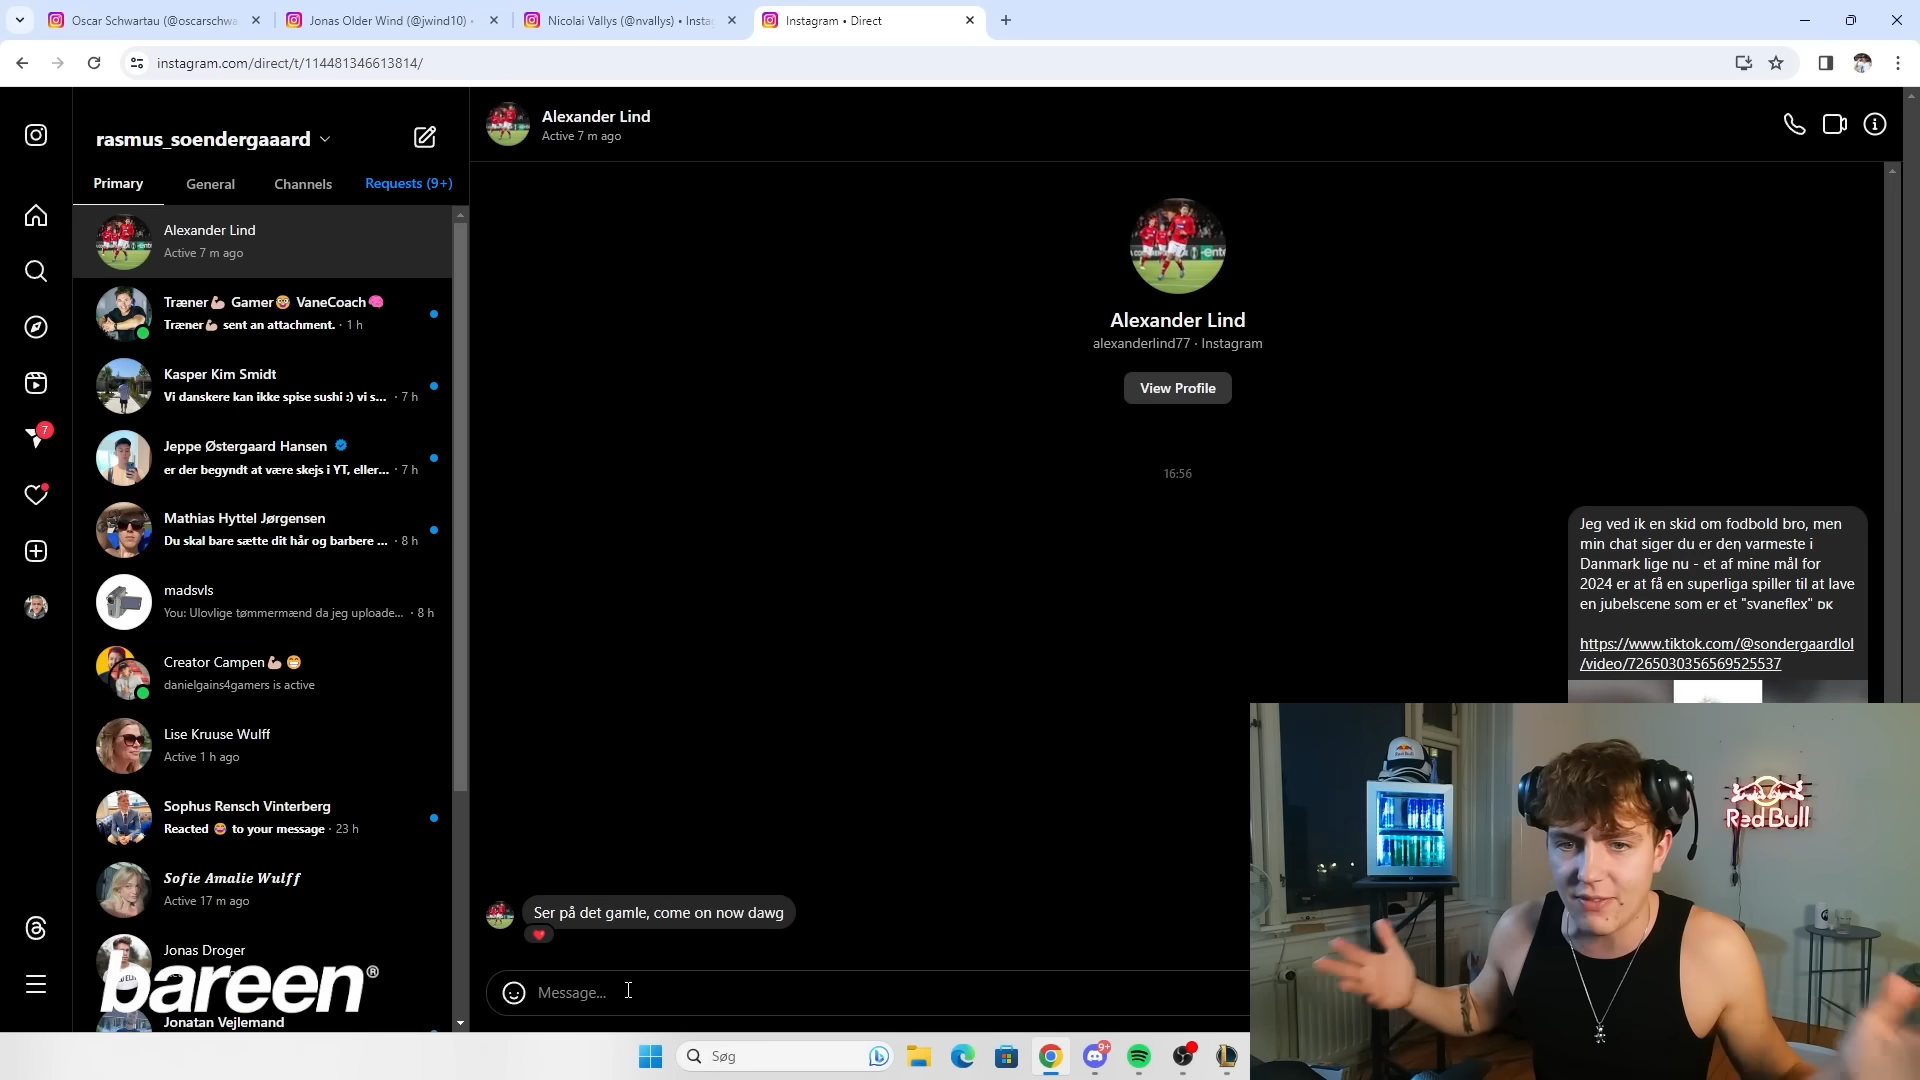 Oscar Schwartau (@oscarschwa
Jonas Older Wind (@jwind10) •
Nicolai Vallys (@nvallys) • Insta
Instagram • Direct
instagram.com/direct/t/114481346613814/
rasmus_soendergaaard
Primary
General
Channels
Requests (9+)
Alexander Lind
Active 7 m ago
Træner💪🏼 Gamer🤓 VaneCoach🧠
Træner💪🏼 sent an attachment. · 1 h
Kasper Kim Smidt
Vi danskere kan ikke spise sushi :) vi s... · 7 h
7
Jeppe Østergaard Hansen
er der begyndt at være skejs i YT, eller... · 7 h
Mathias Hyttel Jørgensen
Du skal bare sætte dit hår og barbere ... · 8 h
madsvls
You: Ulovlige tømmermænd da jeg uploade... · 8 h
Creator Campen💪🏼 😁
danielgains4gamers is active
Lise Kruuse Wulff
Active 1 h ago
Sophus Rensch Vinterberg
Reacted 😂 to your message · 23 h
Sofie Amalie Wulff
Active 17 m ago
Jonas Droger
bareen®
Jonatan Vejlemand
Alexander Lind
Active 7 m ago
Alexander Lind
alexanderlind77 · Instagram
View Profile
16:56
Jeg ved ik en skid om fodbold bro, men
min chat siger du er den varmeste i
Danmark lige nu - et af mine mål for
2024 er at få en superliga spiller til at lave
en jubelscene som er et "svaneflex" DK
https://www.tiktok.com/@sondergaardlol
/video/7265030356569525537
Ser på det gamle, come on now dawg
❤️
Message...
Red Bull
RedBull
Søg
9+